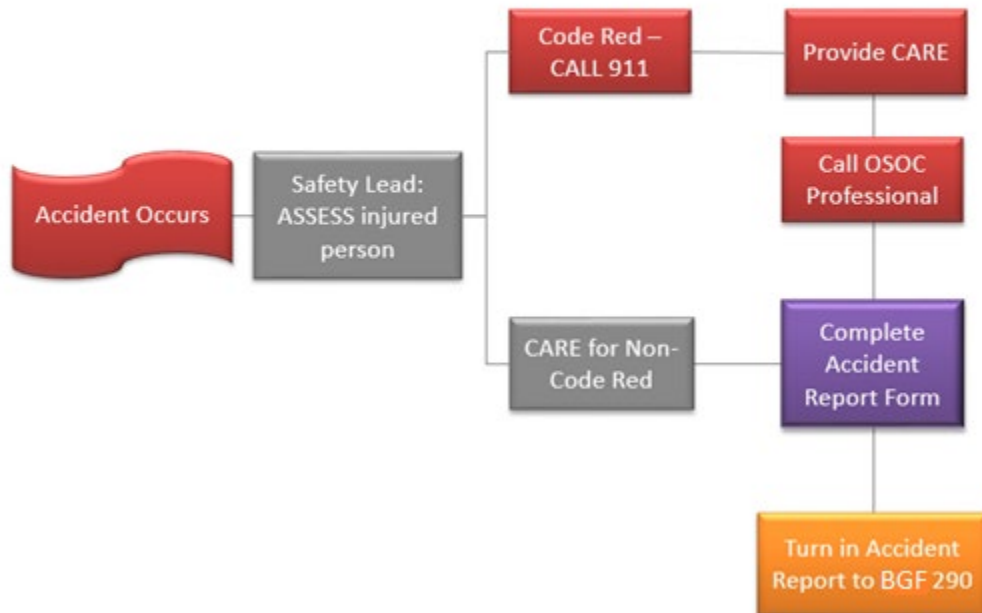 Code Red –
CALL 911
Provide CARE
Call OSOC
Professional
Accident Occurs
Safety Lead:
ASSESS injured
person
CARE for Non-
Code Red
Complete
Accident
Report Form
Turn in Accident
Report to BGF 290